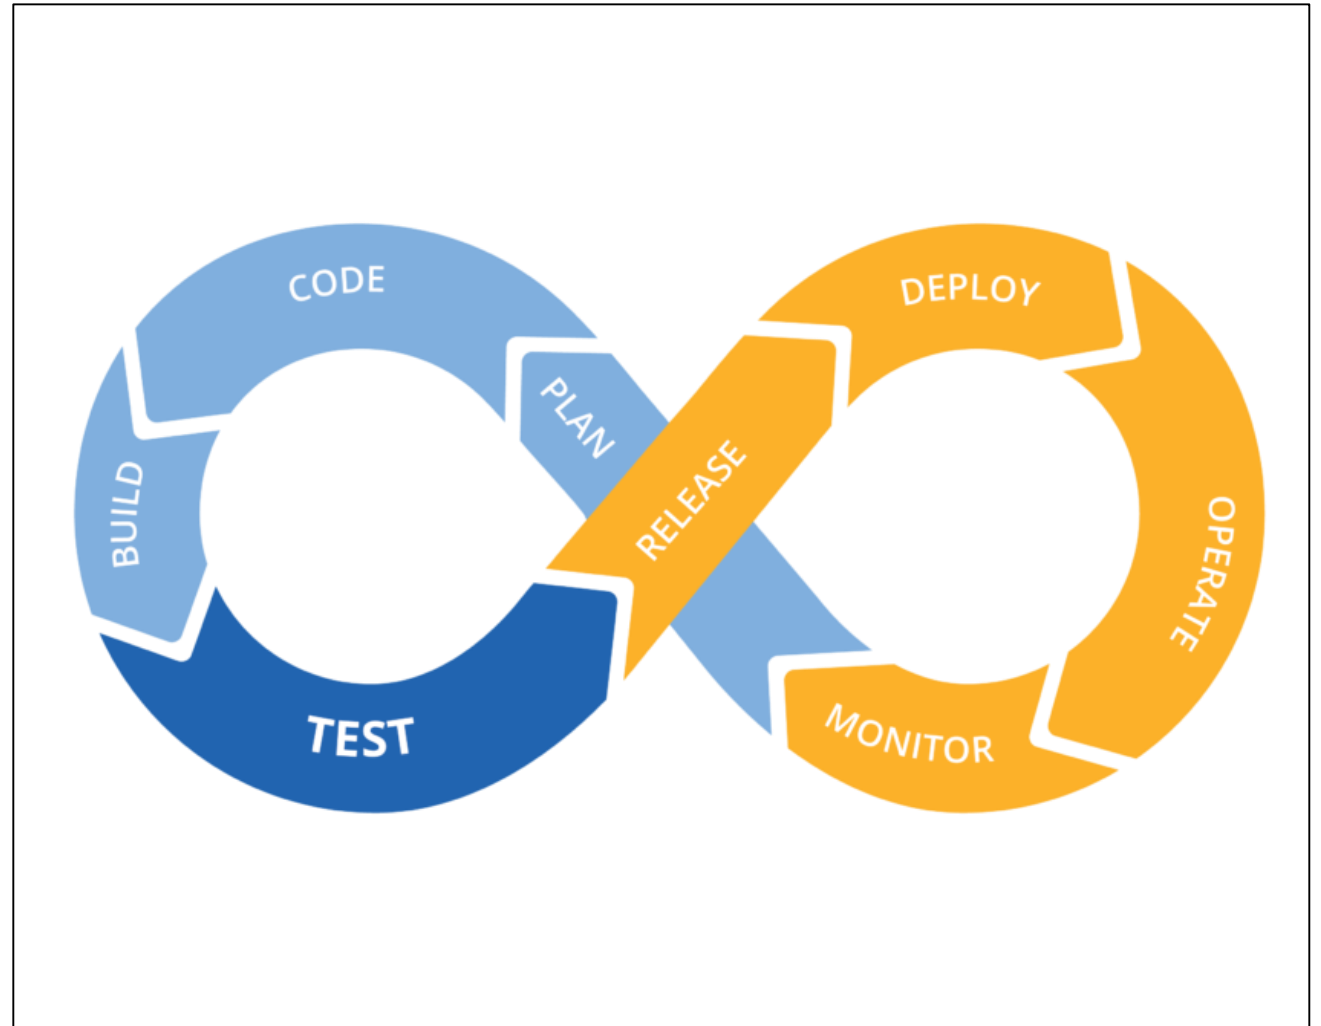 PLAN
CODE
BUILD
TEST
RELEASE
DEPLOY
OPERATE
MONITOR